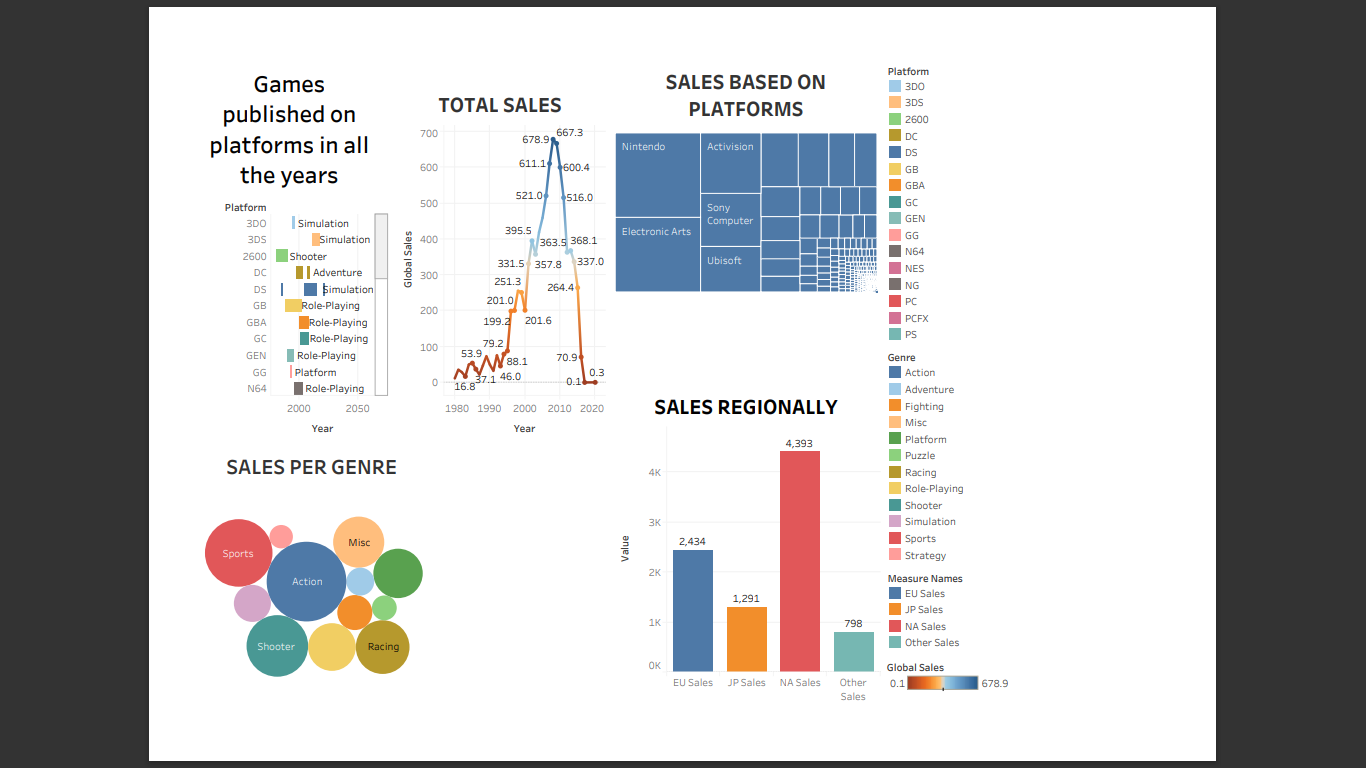 Games
published on
platforms in all
the years
Platform
3DO Simulation
3DS Simulation
2600 Shooter
DC Adventure
DS Simulation
GB Role-Playing
GBA Role-Playing
GC Role-Playing
GEN Role-Playing
GG Platform
N64 Role-Playing
2000 2050
Year
TOTAL SALES
Global Sales
700
600
500
400
300
200
100
0
678.9 667.3
611.1 600.4
521.0 516.0
395.5 363.5 368.1
331.5 357.8 337.0
251.3 264.4
201.0
199.2 201.6
79.2
53.9 88.1 70.9
16.8 37.1 46.0 0.1 0.3
1980 1990 2000 2010 2020
Year
SALES BASED ON
PLATFORMS
Nintendo
Activision
Sony
Computer
Electronic Arts
Ubisoft
SALES PER GENRE
Sports
Misc
Action
Shooter
Racing
SALES REGIONALLY
Value
4K
3K
2K
1K
0K
2,434
1,291
4,393
798
EU Sales JP Sales NA Sales Other
Sales
Platform
3DO
3DS
2600
DC
DS
GB
GBA
GC
GEN
GG
N64
NES
NG
PC
PCFX
PS
Genre
Action
Adventure
Fighting
Misc
Platform
Puzzle
Racing
Role-Playing
Shooter
Simulation
Sports
Strategy
Measure Names
EU Sales
JP Sales
NA Sales
Other Sales
Global Sales
0.1 678.9